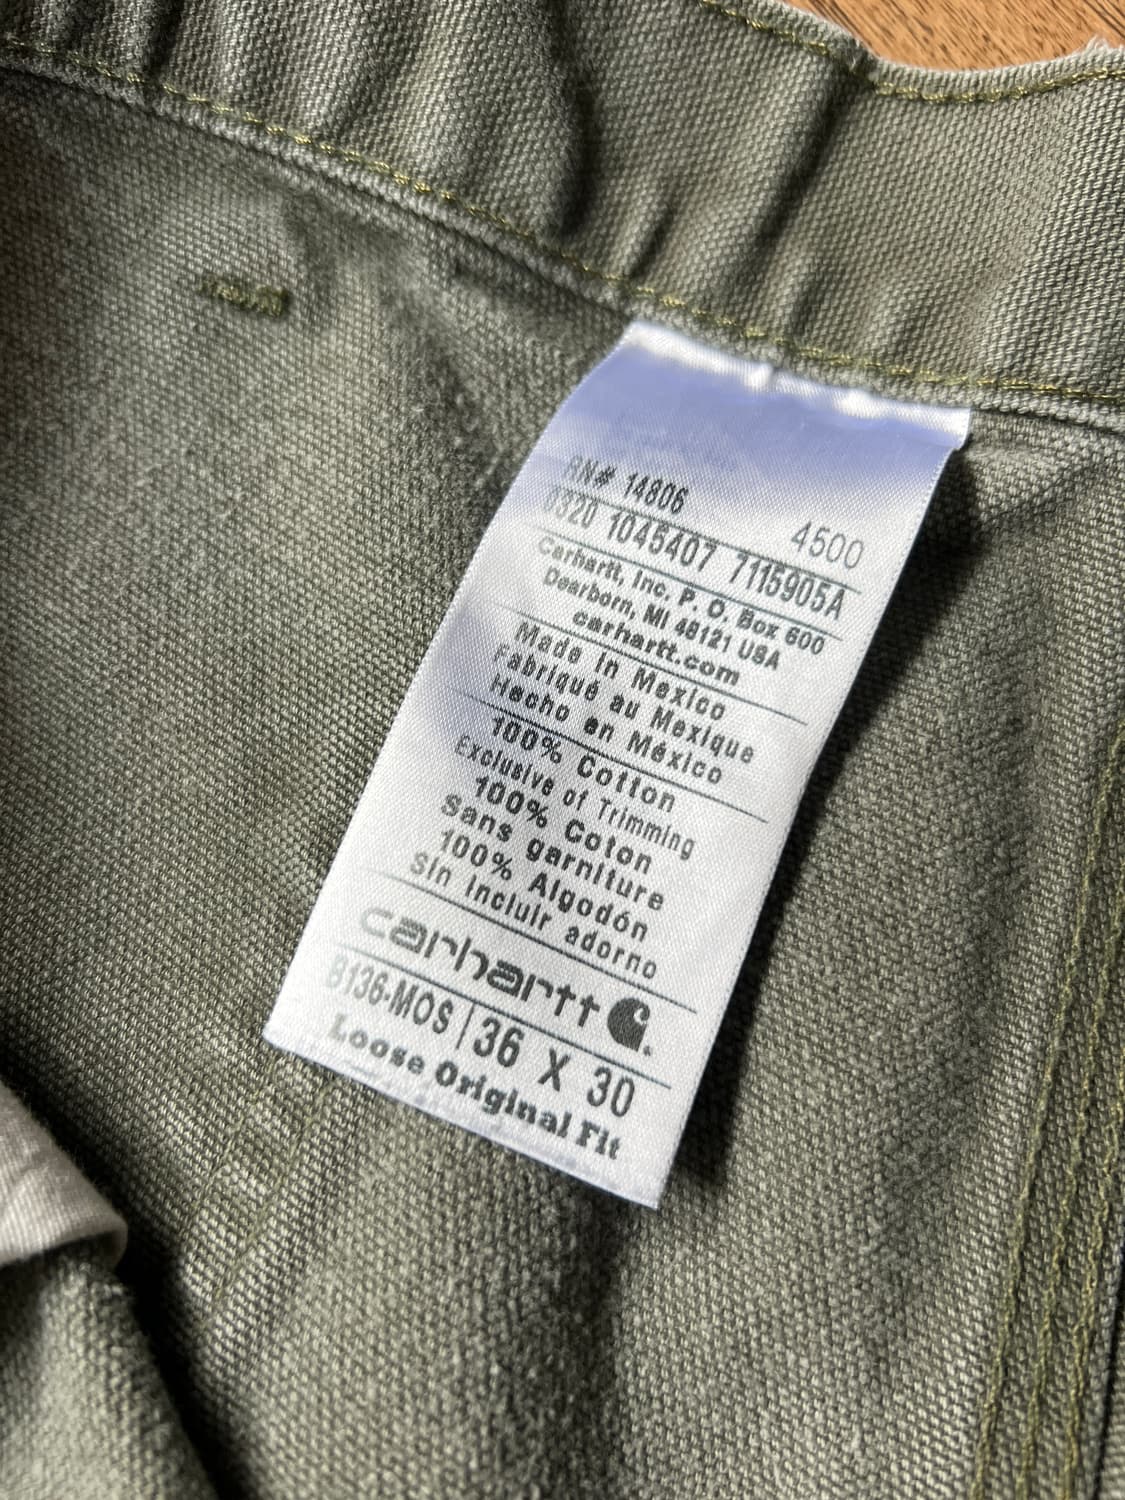 RN# 14806
4500
0320 1045407 7115905A
Carhartt, Inc. P. O. Box 600
Dearborn, MI 48121 USA
carhartt.com
Made in Mexico
Fabriqué au Mexique
Hecho en México
100% Cotton
Exclusive of Trimming
100% Coton
Sans garniture
100% Algodón
Sin incluir adorno
carhartt
B136-MOS | 36 X 30
Loose Original Fit